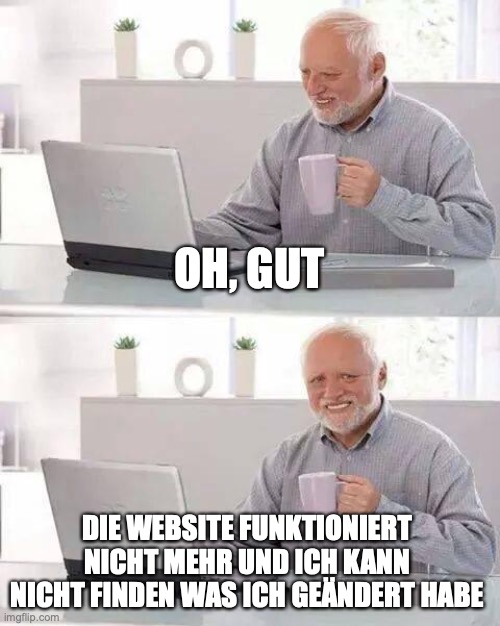 OH, GUT
DIE WEBSITE FUNKTIONIERT
NICHT MEHR UND ICH KANN
NICHT FINDEN WAS ICH GEÄNDERT HABE
imgflip.com